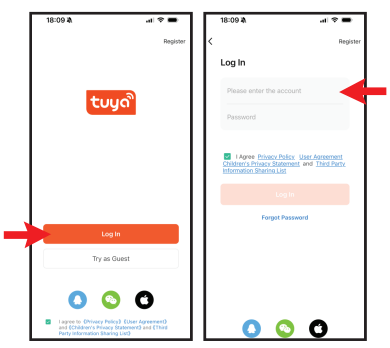 18:09
Register
tuya
Log In
Try as Guest
I agree to 《Privacy Policy》 《User Agreement》
and 《Children's Privacy Statement》 and 《Third
Party Information Sharing List》
18:09
Register
Log In
Please enter the account
Password
I Agree Privacy Policy User Agreement
Children's Privacy Statement and Third Party
Information Sharing List
Log In
Forgot Password